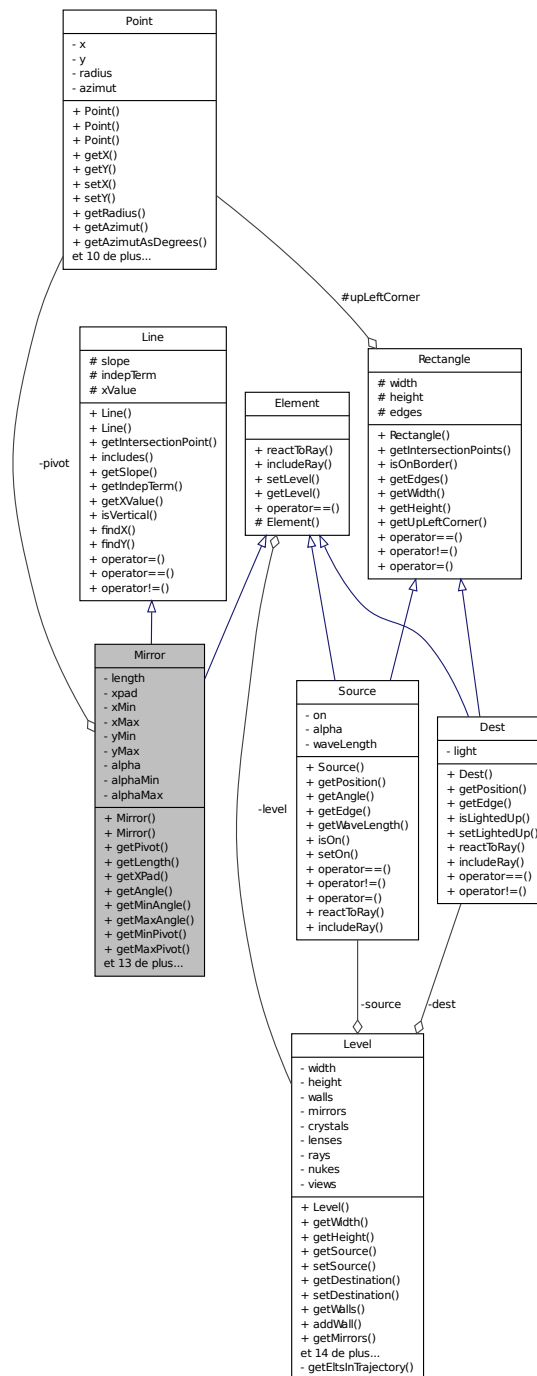 Point
- x
- y
- radius
- azimut
+ Point()
+ Point()
+ Point()
+ getX()
+ getY()
+ setX()
+ setY()
+ getRadius()
+ getAzimut()
+ getAzimutAsDegrees()
et 10 de plus...
#upLeftCorner
Line
# slope
# indepTerm
# xValue
+ Line()
+ Line()
+ getIntersectionPoint()
+ includes()
+ getSlope()
+ getIndepTerm()
+ getXValue()
+ isVertical()
+ findX()
+ findY()
+ operator=()
+ operator==()
+ operator!=()
Element
+ reactToRay()
+ includeRay()
+ setLevel()
+ getLevel()
+ operator==()
# Element()
Rectangle
# width
# height
# edges
+ Rectangle()
+ getIntersectionPoints()
+ isOnBorder()
+ getEdges()
+ getWidth()
+ getHeight()
+ getUpLeftCorner()
+ operator==()
+ operator!=()
+ operator=()
-pivot
Mirror
- length
- xpad
- xMin
- xMax
- yMin
- yMax
- alpha
- alphaMin
- alphaMax
+ Mirror()
+ Mirror()
+ getPivot()
+ getLength()
+ getXPad()
+ getAngle()
+ getMinAngle()
+ getMaxAngle()
+ getMinPivot()
+ getMaxPivot()
et 13 de plus...
-level
Source
- on
- alpha
- waveLength
+ Source()
+ getPosition()
+ getAngle()
+ getEdge()
+ getWaveLength()
+ isOn()
+ setOn()
+ operator==()
+ operator!=()
+ operator=()
+ reactToRay()
+ includeRay()
Dest
- light
+ Dest()
+ getPosition()
+ getEdge()
+ isLightedUp()
+ setLightedUp()
+ reactToRay()
+ includeRay()
+ operator==()
+ operator!=()
-source
-dest
Level
- width
- height
- walls
- mirrors
- crystals
- lenses
- rays
- nukes
- views
+ Level()
+ getWidth()
+ getHeight()
+ getSource()
+ setSource()
+ getDestination()
+ setDestination()
+ getWalls()
+ addWall()
+ getMirrors()
et 14 de plus...
- getEltsInTrajectory()